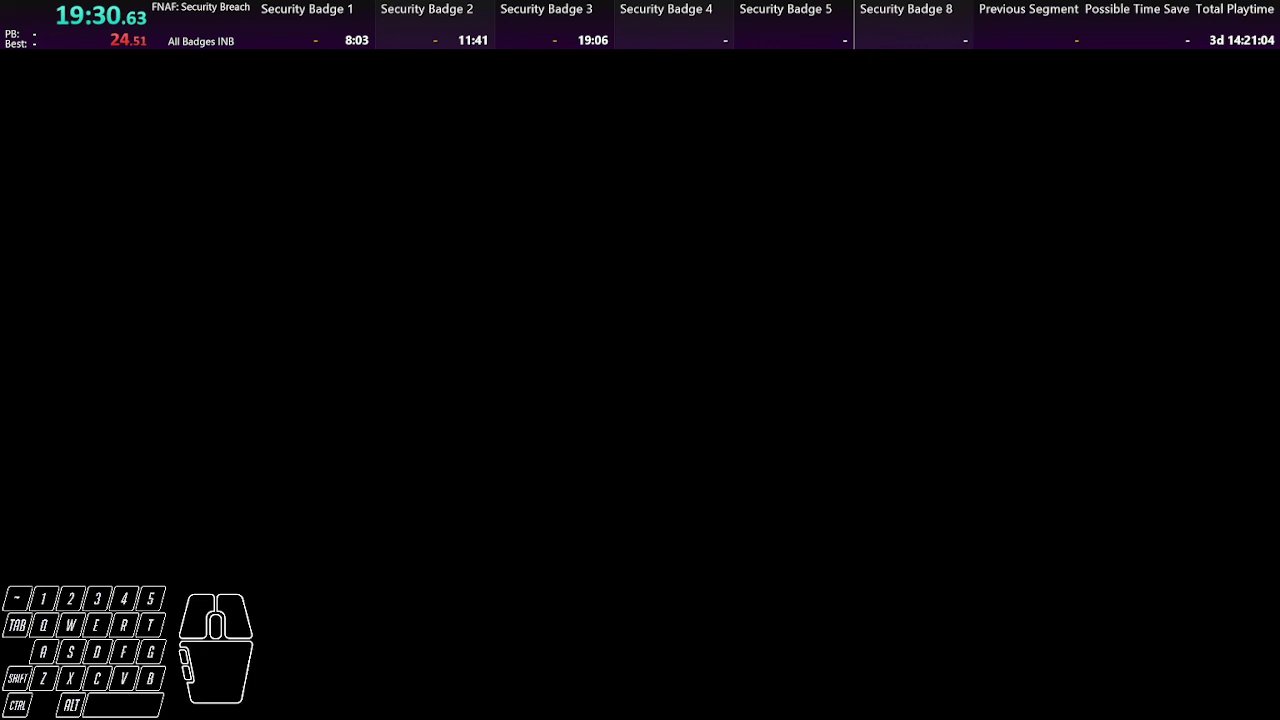 19:30.63
PB: -
Best: -
24.51
FNAF: Security Breach
All Badges INB
Security Badge 1
- 8:03
Security Badge 2
- 11:41
Security Badge 3
- 19:06
Security Badge 4
-
Security Badge 5
-
Security Badge 8
-
Previous Segment
-
Possible Time Save
-
Total Playtime
3d 14:21:04
~ 1 2 3 4 5
TAB Q W E R T
A S D F G
SHIFT Z X C V B
CTRL ALT